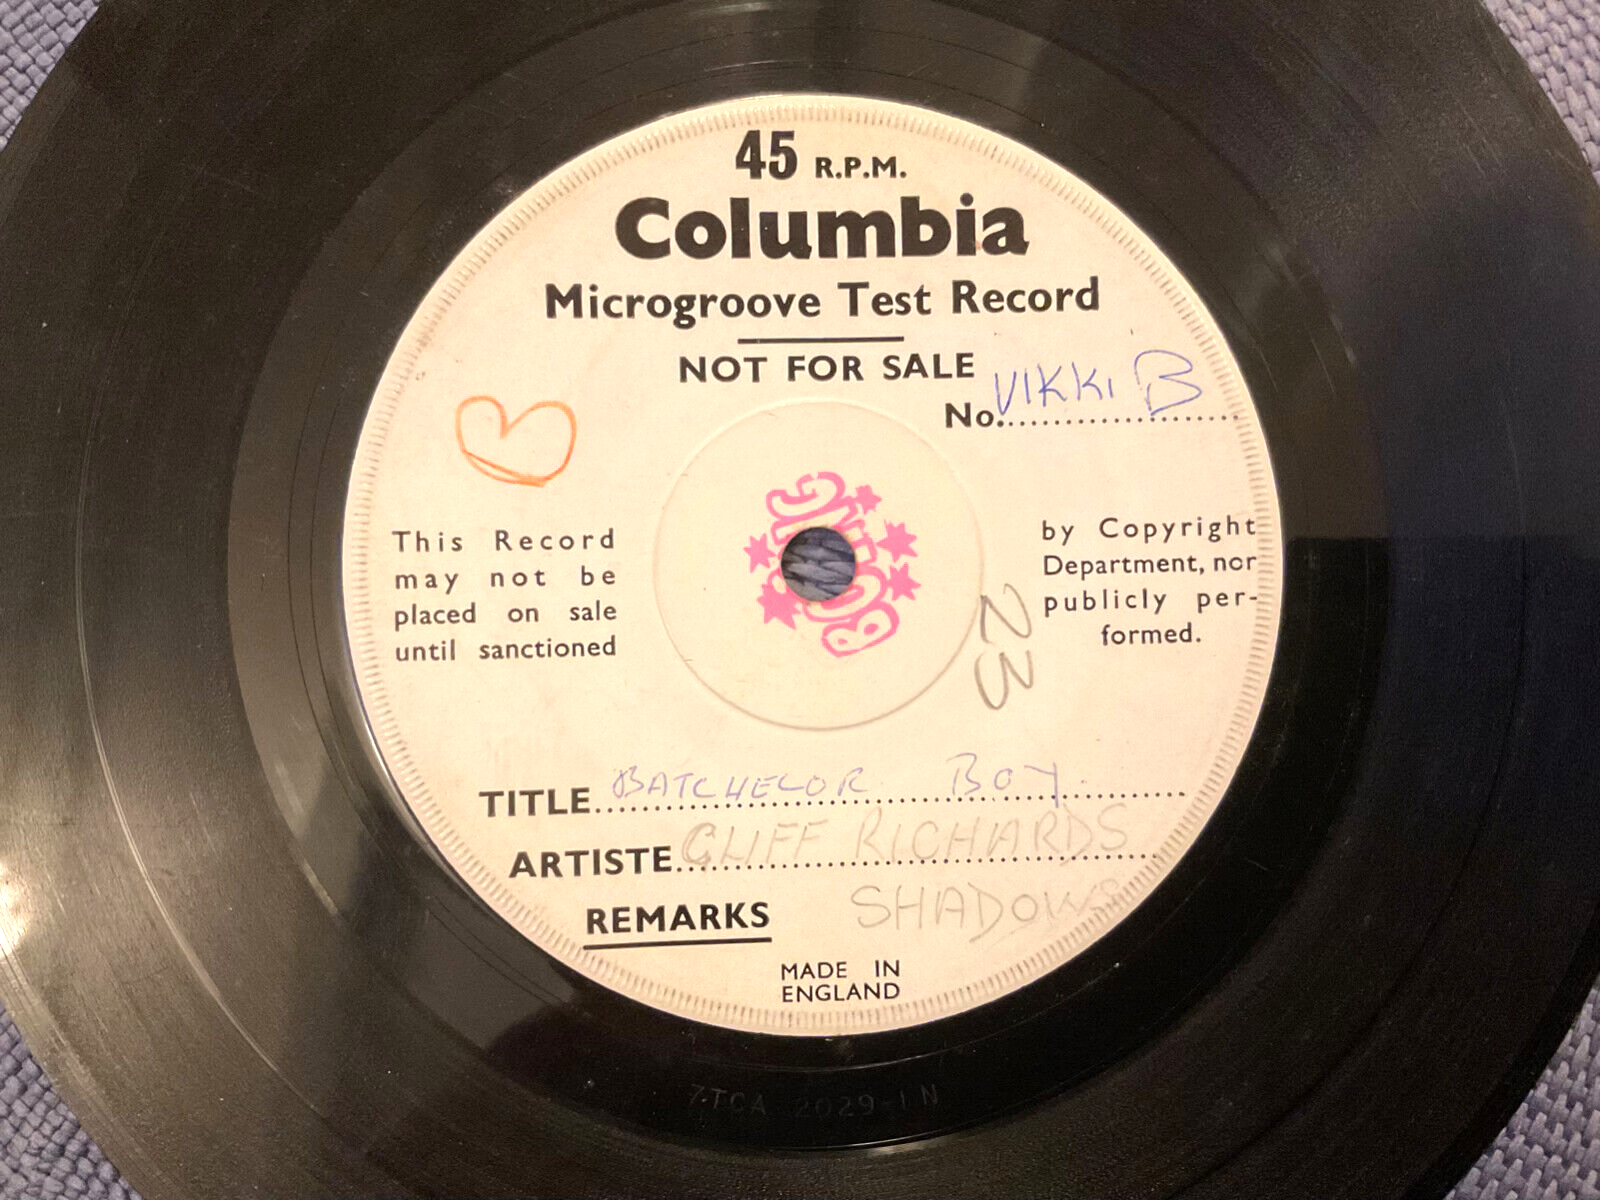 45 R.P.M.
Columbia
Microgroove Test Record
NOT FOR SALE
No. VIKKI B
This Record
may not be
placed on sale
until sanctioned
by Copyright
Department, nor
publicly per-
formed.
23
TITLE BATCHELOR BOY
ARTISTE CLIFF RICHARDS
SHADOWS
REMARKS
MADE IN
ENGLAND
7TCA 2029-1N